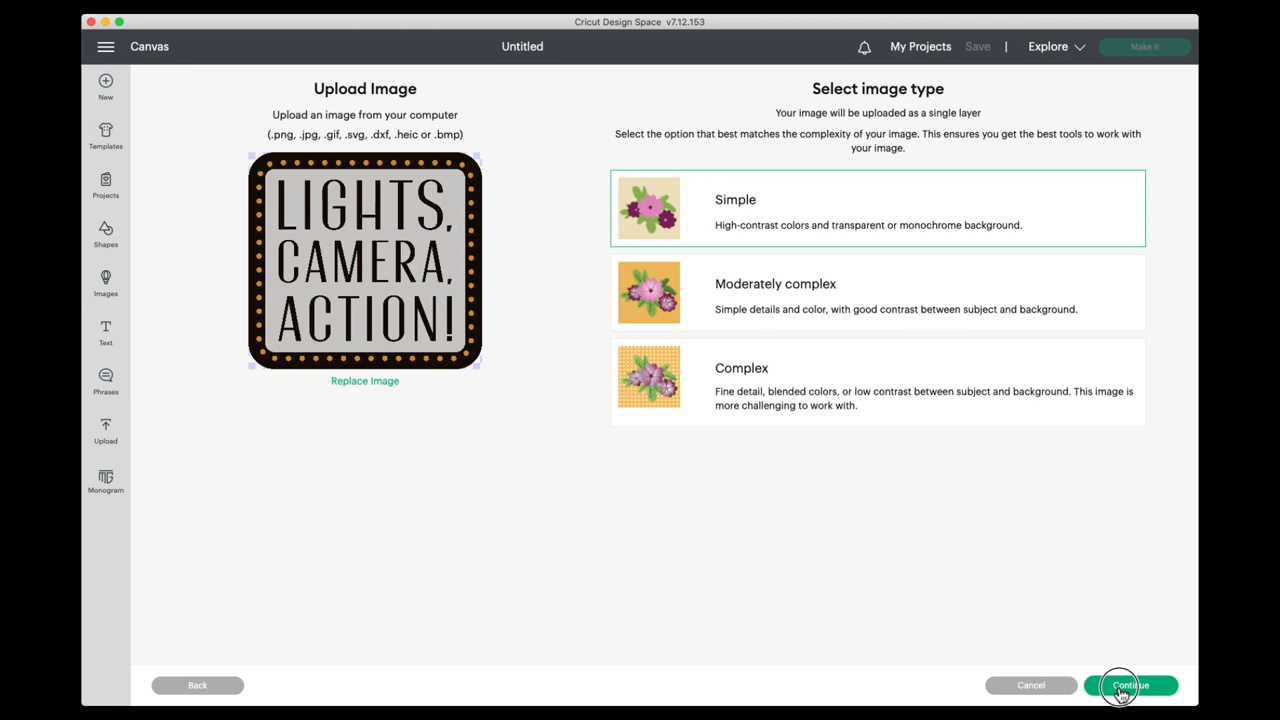 Cricut Design Space v7.12.153
Canvas
Untitled
My Projects
Save
|
Explore
Make It
New
Templates
Projects
Shapes
Images
Text
Phrases
Upload
Monogram
Upload Image
Upload an image from your computer
(.png, .jpg, .gif, .svg, .dxf, .heic or .bmp)
LIGHTS,
CAMERA,
ACTION!
Replace Image
Select image type
Your image will be uploaded as a single layer
Select the option that best matches the complexity of your image. This ensures you get the best tools to work with
your image.
Simple
High-contrast colors and transparent or monochrome background.
Moderately complex
Simple details and color, with good contrast between subject and background.
Complex
Fine detail, blended colors, or low contrast between subject and background. This image is
more challenging to work with.
Back
Cancel
Continue